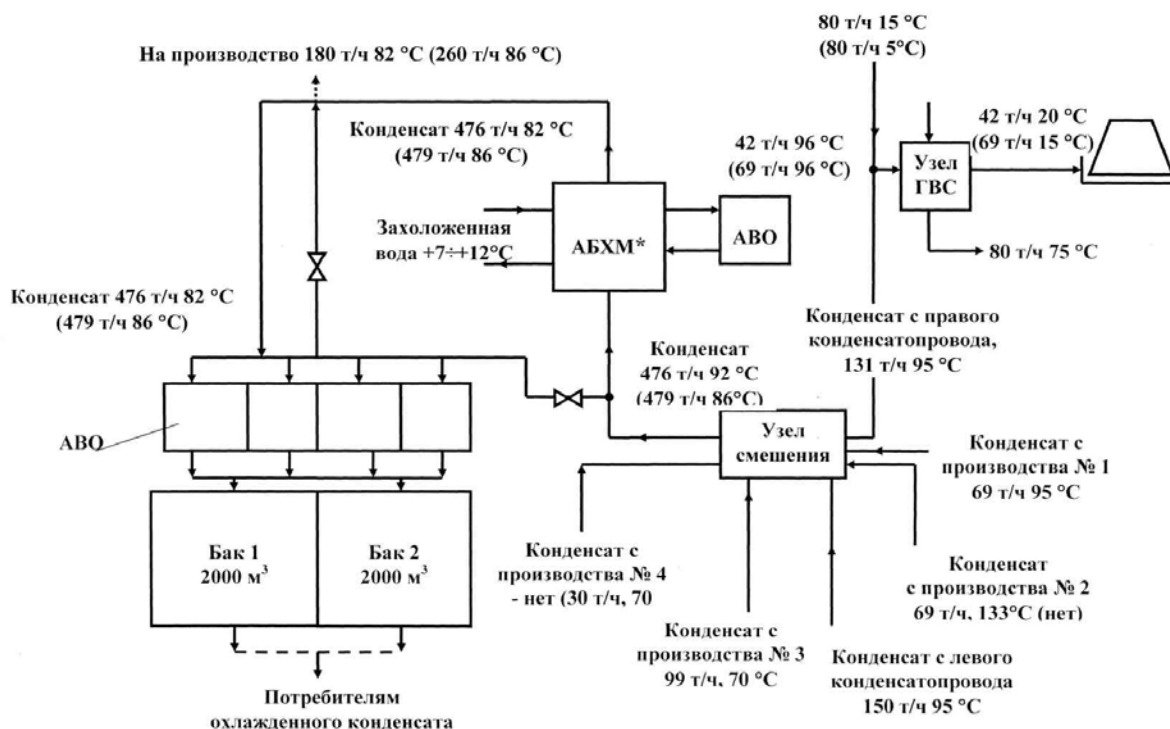 80 т/ч 15 °С
(80 т/ч 5°С)
На производство 180 т/ч 82 °С (260 т/ч 86 °С)
Конденсат 476 т/ч 82 °С
(479 т/ч 86 °С)
42 т/ч 96 °С
(69 т/ч 96 °С)
42 т/ч 20 °С
(69 т/ч 15 °С)
Узел
ГВС
Захоложенная
вода +7÷+12°С
АБХМ*
АВО
80 т/ч 75 °С
Конденсат 476 т/ч 82 °С
(479 т/ч 86 °С)
Конденсат с правого
конденсатопровода,
131 т/ч 95 °С
Конденсат
476 т/ч 92 °С
(479 т/ч 86°С)
АВО
Узел
смешения
Конденсат с
производства № 1
69 т/ч 95 °С
Бак 1
2000 м³
Бак 2
2000 м³
Конденсат с
производства № 4
- нет (30 т/ч, 70
Конденсат
с производства № 2
69 т/ч, 133°С (нет)
Конденсат с
производства № 3
99 т/ч, 70 °С
Конденсат с левого
конденсатопровода
150 т/ч 95 °С
Потребителям
охлажденного конденсата